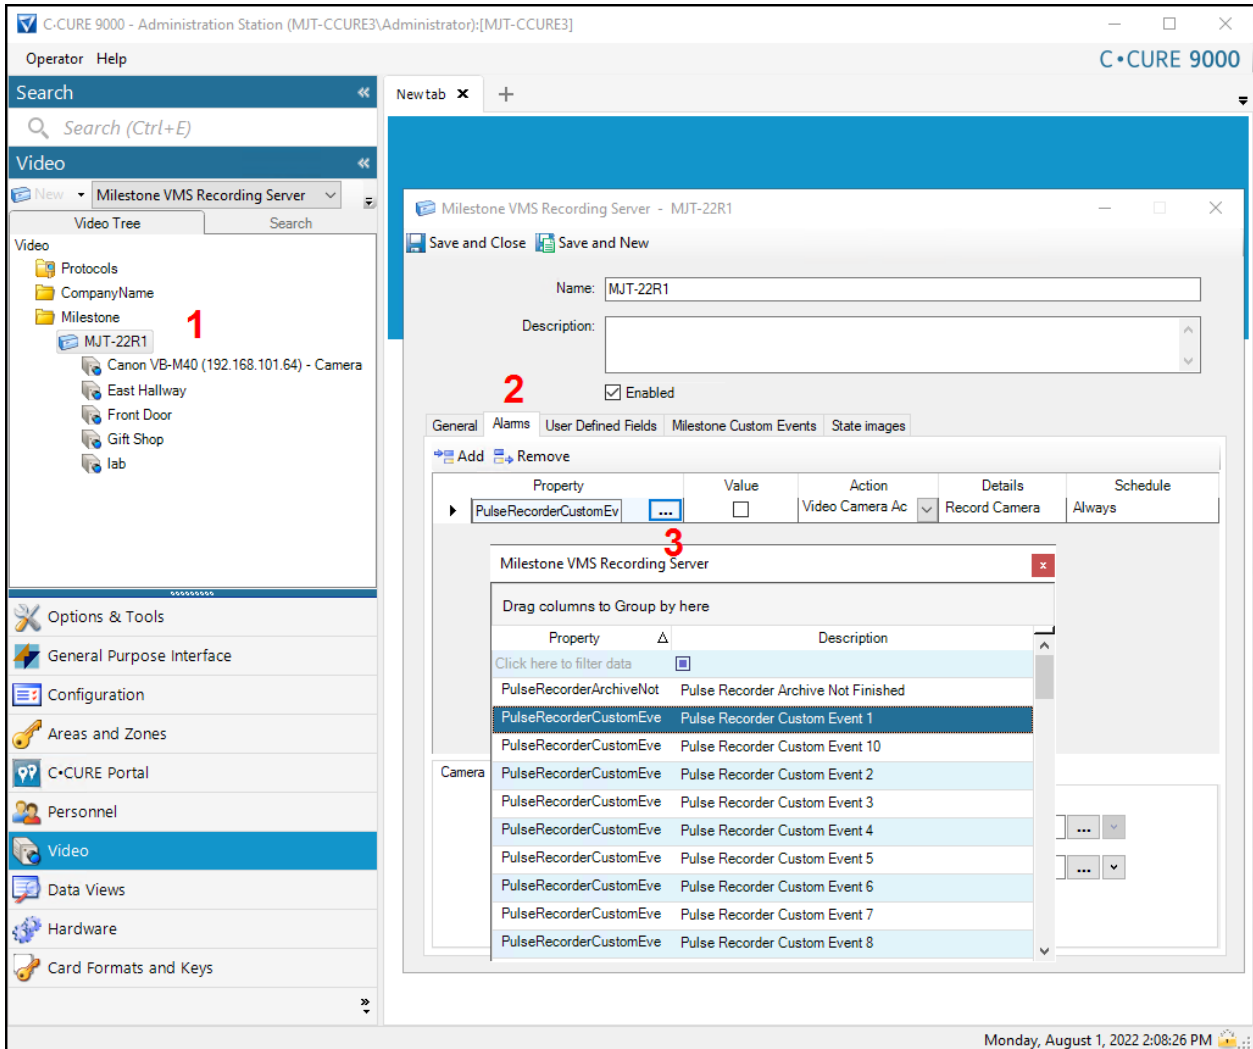 C•CURE 9000 - Administration Station (MJT-CCURE3\Administrator):[MJT-CCURE3]
Operator Help
C•CURE 9000
Search
Search (Ctrl+E)
Video
New
Milestone VMS Recording Server
Video Tree
Search
Video
Protocols
CompanyName
Milestone
1
MJT-22R1
Canon VB-M40 (192.168.101.64) - Camera
East Hallway
Front Door
Gift Shop
lab
Options & Tools
General Purpose Interface
Configuration
Areas and Zones
C•CURE Portal
Personnel
Video
Data Views
Hardware
Card Formats and Keys
New tab
Milestone VMS Recording Server - MJT-22R1
Save and Close Save and New
Name: MJT-22R1
Description:
2
Enabled
General Alarms User Defined Fields Milestone Custom Events State images
Add Remove
Property Value Action Details Schedule
PulseRecorderCustomEv ... Video Camera Ac Record Camera Always
3
Milestone VMS Recording Server
Drag columns to Group by here
Property Description
Click here to filter data
PulseRecorderArchiveNot Pulse Recorder Archive Not Finished
PulseRecorderCustomEve Pulse Recorder Custom Event 1
PulseRecorderCustomEve Pulse Recorder Custom Event 10
PulseRecorderCustomEve Pulse Recorder Custom Event 2
PulseRecorderCustomEve Pulse Recorder Custom Event 3
PulseRecorderCustomEve Pulse Recorder Custom Event 4
PulseRecorderCustomEve Pulse Recorder Custom Event 5
PulseRecorderCustomEve Pulse Recorder Custom Event 6
PulseRecorderCustomEve Pulse Recorder Custom Event 7
PulseRecorderCustomEve Pulse Recorder Custom Event 8
Camera
...
...
Monday, August 1, 2022 2:08:26 PM